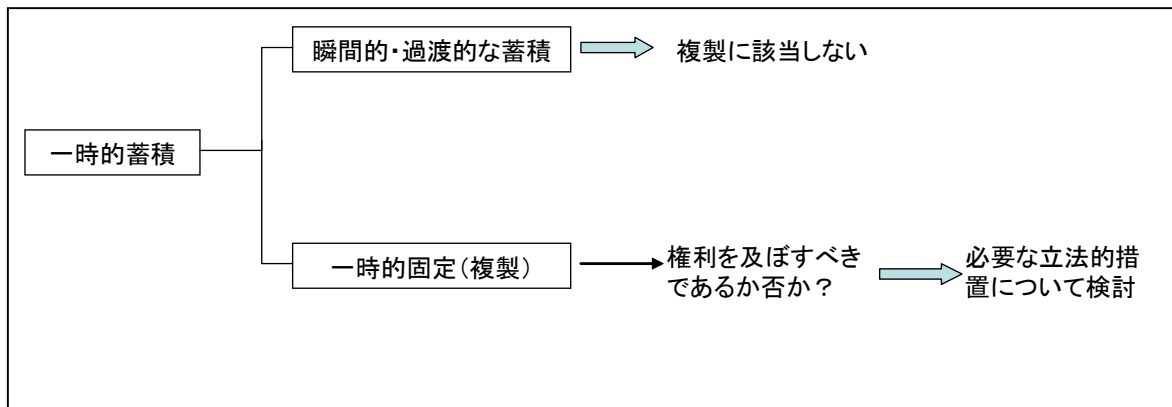 瞬間的・過渡的な蓄積
複製に該当しない
一時的蓄積
一時的固定（複製）
権利を及ぼすべき
であるか否か？
必要な立法的措
置について検討